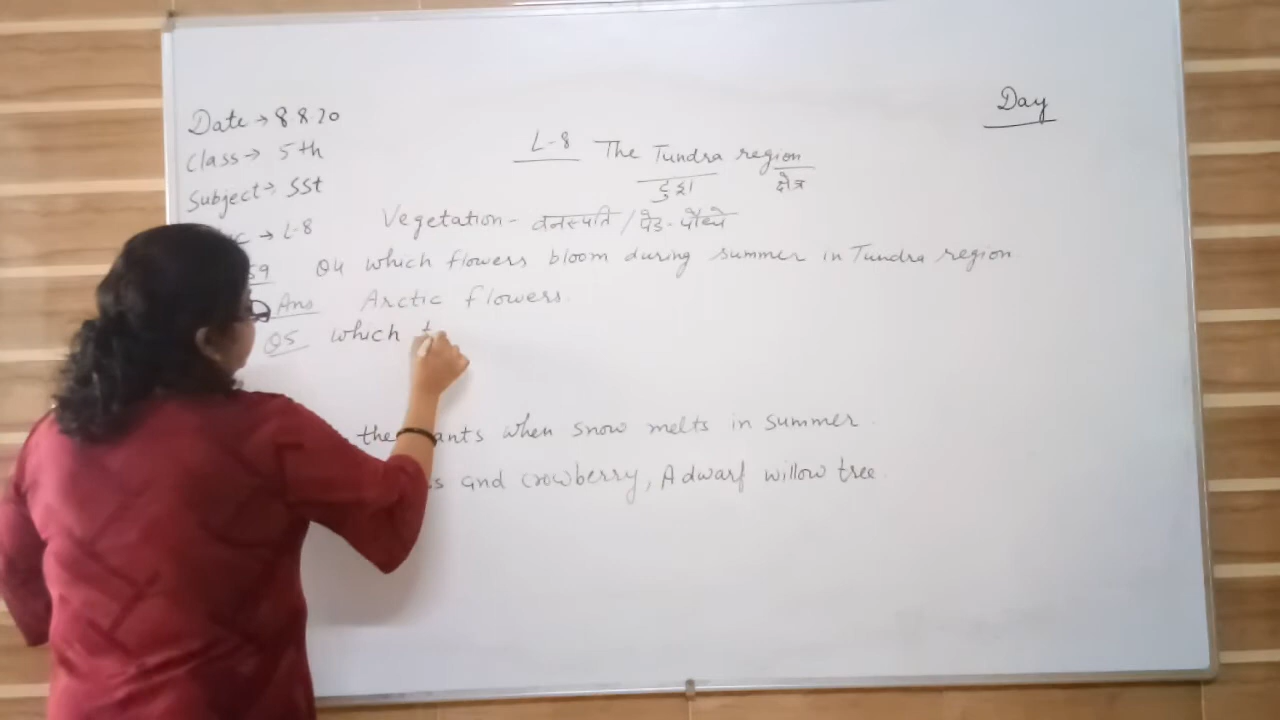 Day
Date → 8 8 20
Class → 5th
Subject → SSt
L-8 The Tundra region
टुंड्रा क्षेत्र
→ L-8
Vegetation - वनस्पति / पेड़-पौधे
59 Q4 which flowers bloom during summer in Tundra region
Ans Arctic flowers.
Q5 which
the when snow melts in summer
and crowberry, A dwarf willow tree.